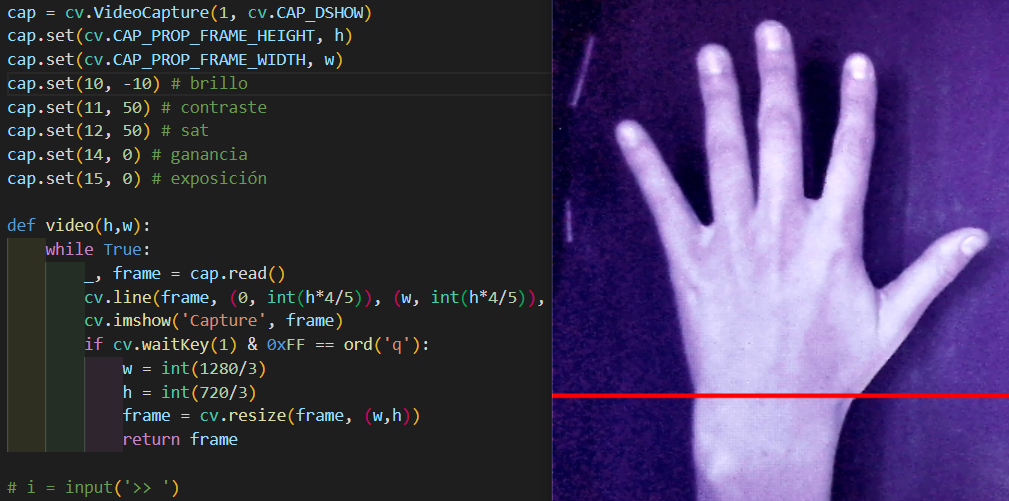 cap = cv.VideoCapture(1, cv.CAP_DSHOW)
cap.set(cv.CAP_PROP_FRAME_HEIGHT, h)
cap.set(cv.CAP_PROP_FRAME_WIDTH, w)
cap.set(10, -10) # brillo
cap.set(11, 50) # contraste
cap.set(12, 50) # sat
cap.set(14, 0) # ganancia
cap.set(15, 0) # exposición

def video(h,w):
    while True:
        _, frame = cap.read()
        cv.line(frame, (0, int(h*4/5)), (w, int(h*4/5)),
        cv.imshow('Capture', frame)
        if cv.waitKey(1) & 0xFF == ord('q'):
            w = int(1280/3)
            h = int(720/3)
            frame = cv.resize(frame, (w,h))
            return frame

# i = input('>> ')